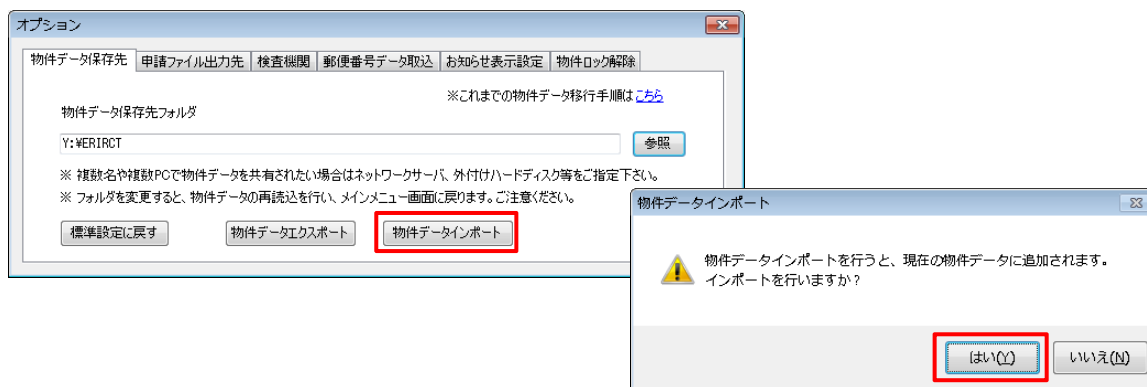 オプション
物件データ保存先 申請ファイル出力先 検査機関 郵便番号データ取込 お知らせ表示設定 物件ロック解除
※これまでの物件データ移行手順はこちら
物件データ保存先フォルダ
Y:¥ERIRCT 参照
※ 複数名や複数PCで物件データを共有されたい場合はネットワークサーバ、外付けハードディスク等をご指定下さい。
※ フォルダを変更すると、物件データの再読込を行い、メインメニュー画面に戻ります。ご注意ください。
標準設定に戻す 物件データエクスポート 物件データインポート
物件データインポート
物件データインポートを行うと、現在の物件データに追加されます。
インポートを行いますか？
はい(Y) いいえ(N)